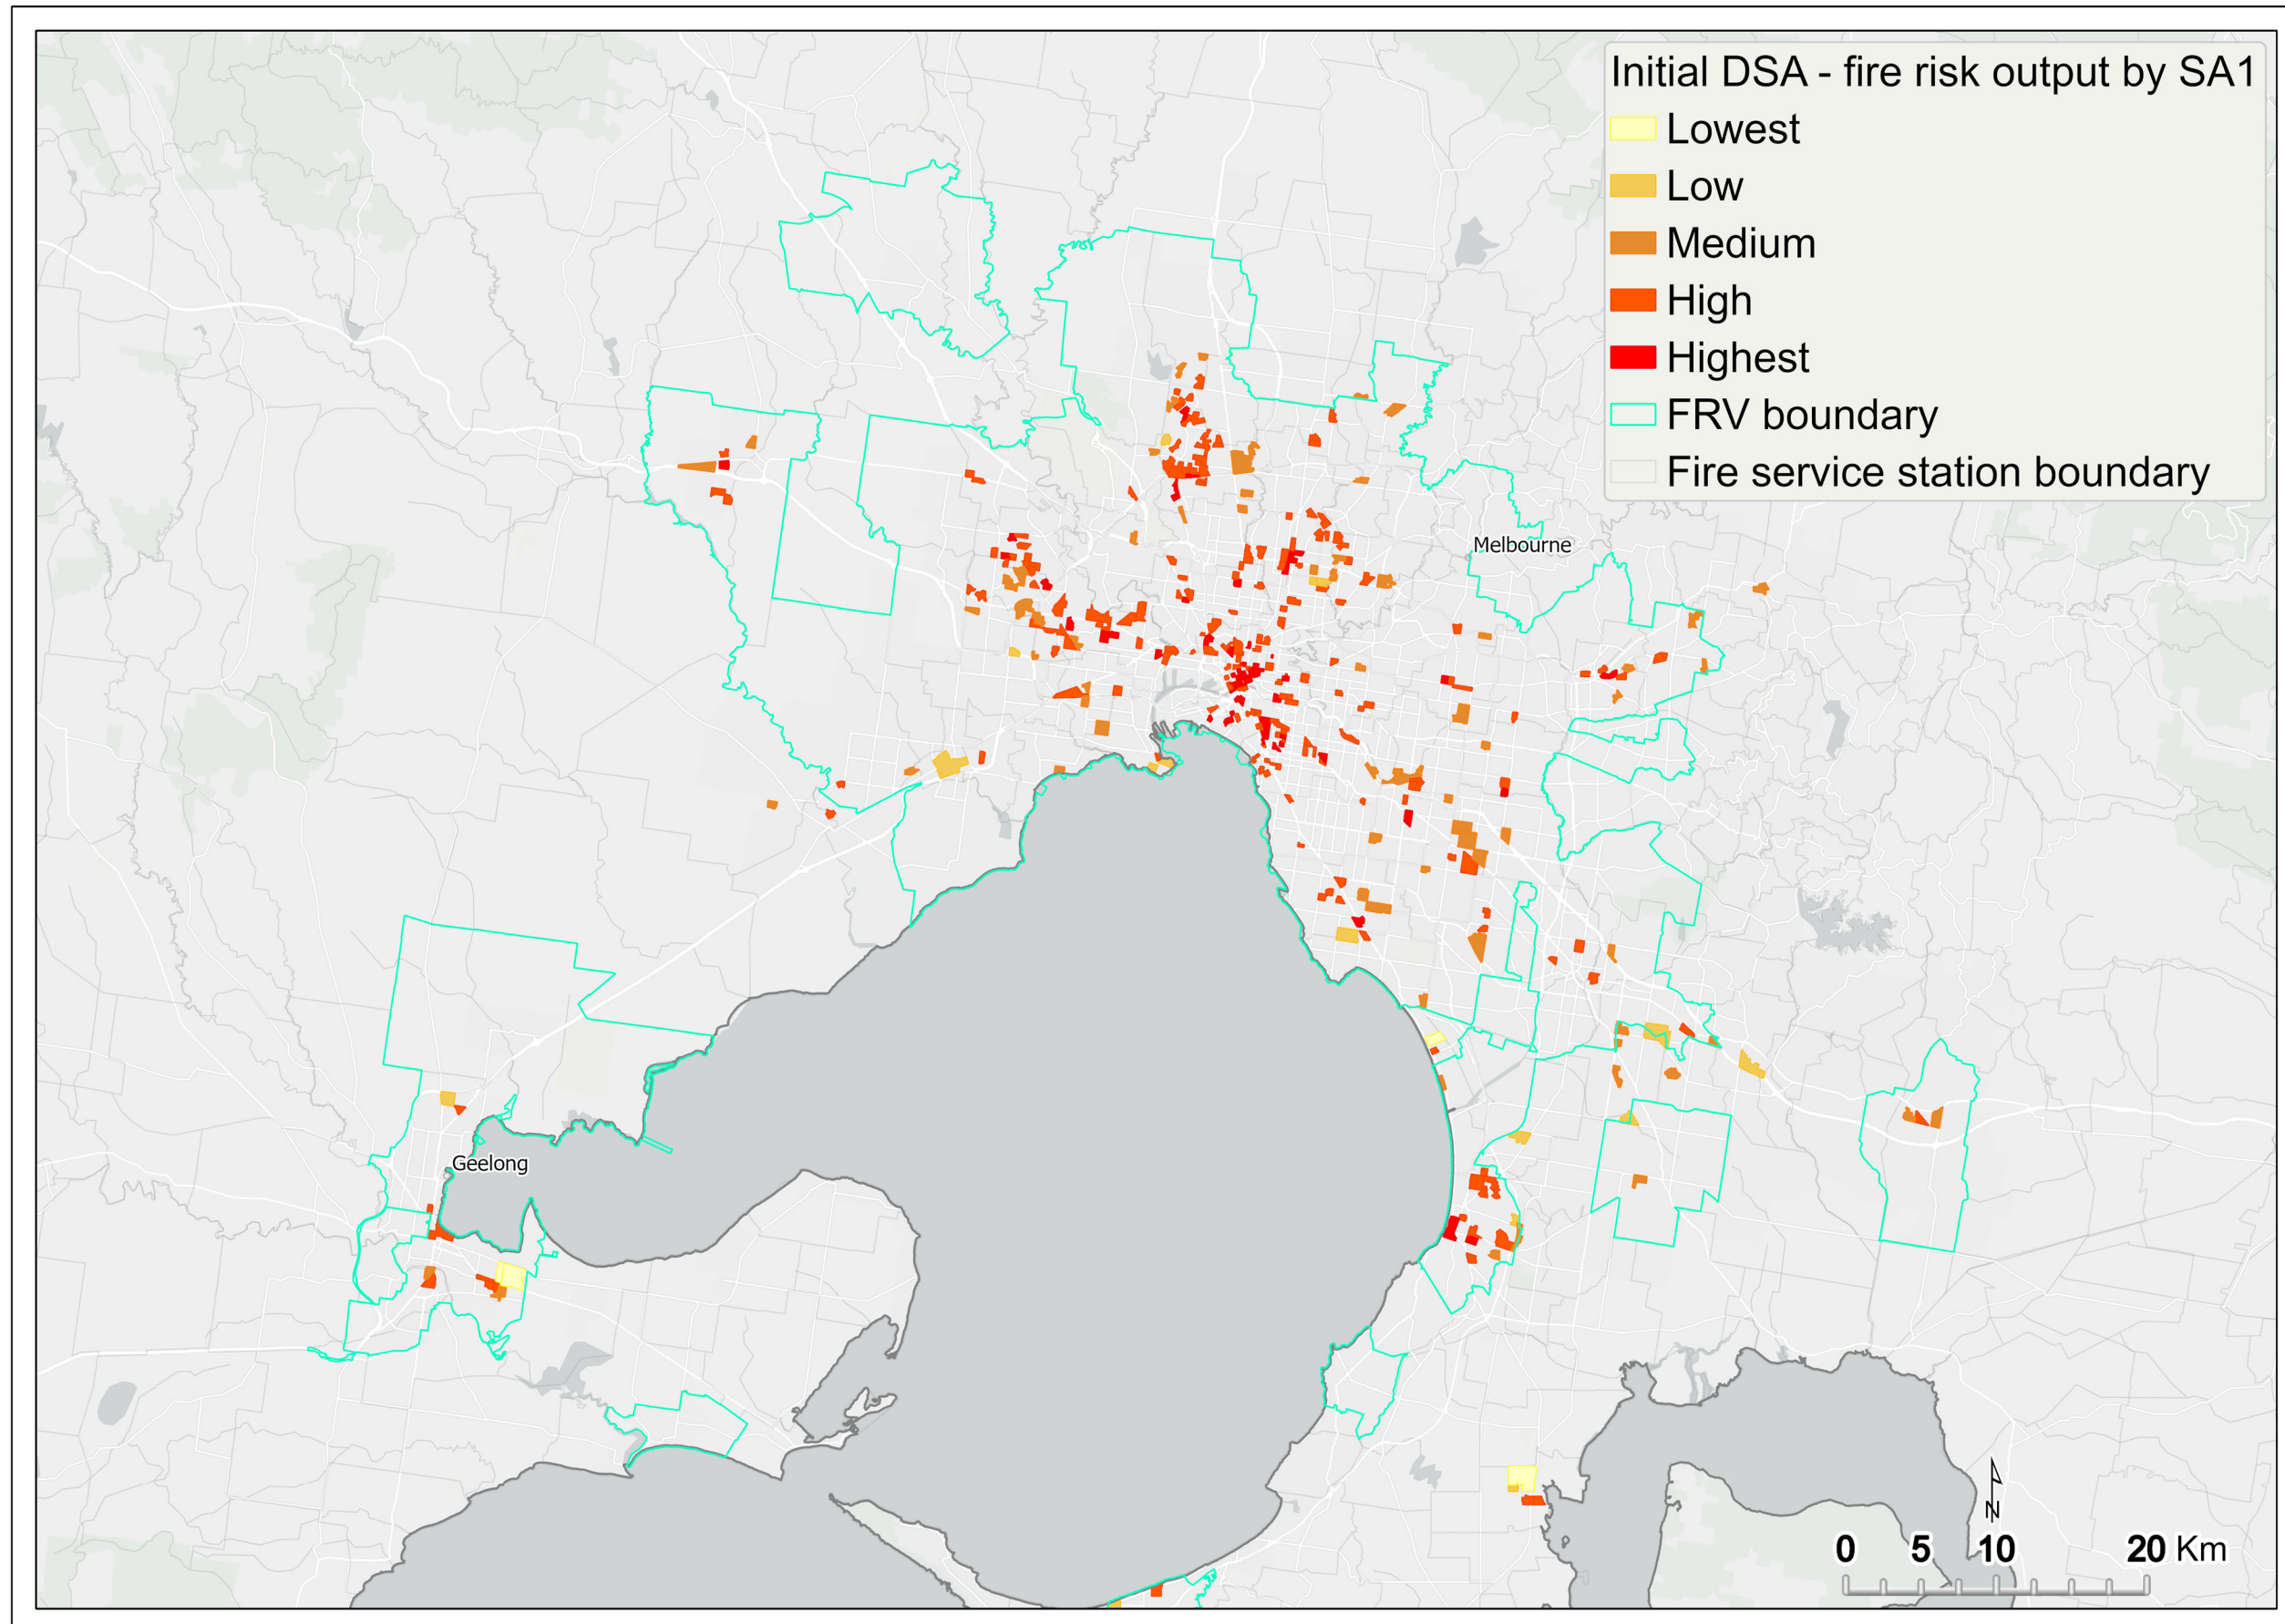 Initial DSA - fire risk output by SA1
Lowest
Low
Medium
High
Highest
FRV boundary
Fire service station boundary
Melbourne
Geelong
N
0 5 10 20 Km